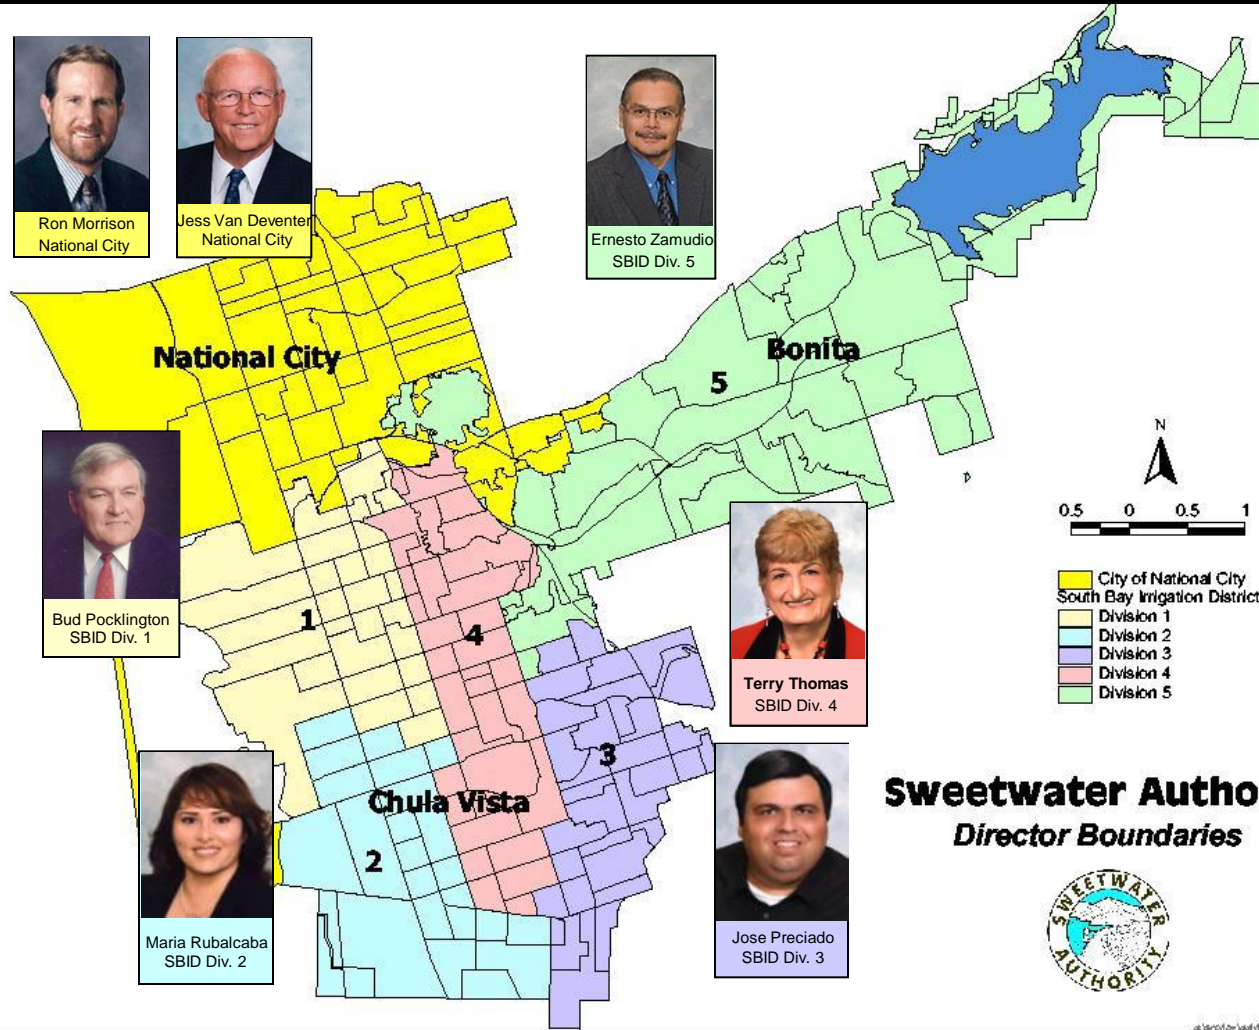 Ron Morrison
National City
Jess Van Deventer
National City
Ernesto Zamudio
SBID Div. 5
National City
Bonita
5
N
0.5 0 0.5 1
Bud Pocklington
SBID Div. 1
1
4
Terry Thomas
SBID Div. 4
City of National City
South Bay Irrigation District
Division 1
Division 2
Division 3
Division 4
Division 5
3
Chula Vista
2
Maria Rubalcaba
SBID Div. 2
Jose Preciado
SBID Div. 3
Sweetwater Autho
Director Boundaries
SWEETWATER
AUTHORITY